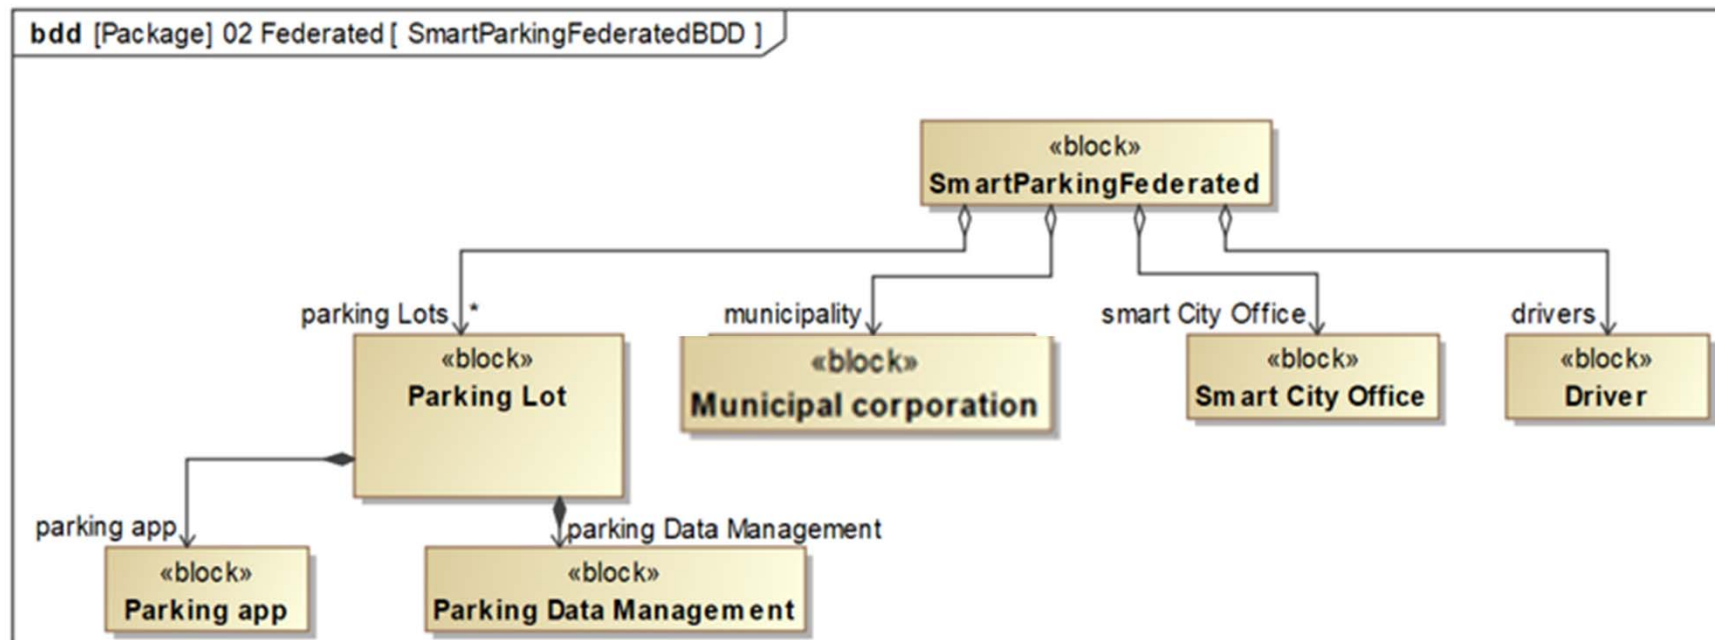 bdd [Package] 02 Federated [ SmartParkingFederatedBDD ]
«block»
SmartParkingFederated
parking Lots *
municipality
smart City Office
drivers
«block»
Parking Lot
«block»
Municipal corporation
«block»
Smart City Office
«block»
Driver
parking app
parking Data Management
«block»
Parking app
«block»
Parking Data Management